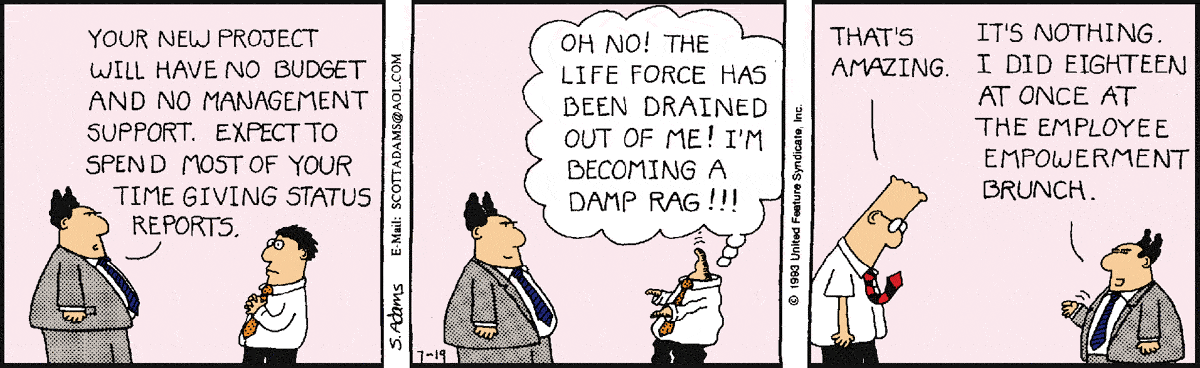 YOUR NEW PROJECT
WILL HAVE NO BUDGET
AND NO MANAGEMENT
SUPPORT. EXPECT TO
SPEND MOST OF YOUR
TIME GIVING STATUS
REPORTS.
S. Adams E-Mail: SCOTTADAMS@AOL.COM
OH NO! THE
LIFE FORCE HAS
BEEN DRAINED
OUT OF ME! I'M
BECOMING A
DAMP RAG!!!
7-19
© 1993 United Feature Syndicate, Inc.
THAT'S
AMAZING.
IT'S NOTHING.
I DID EIGHTEEN
AT ONCE AT
THE EMPLOYEE
EMPOWERMENT
BRUNCH.